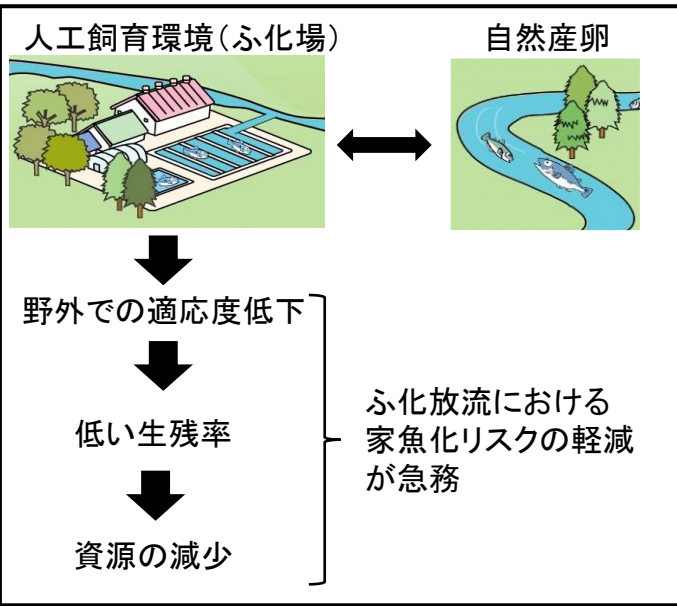 人工飼育環境（ふ化場）
自然産卵
野外での適応度低下
低い生残率
資源の減少
ふ化放流における
家魚化リスクの軽減
が急務